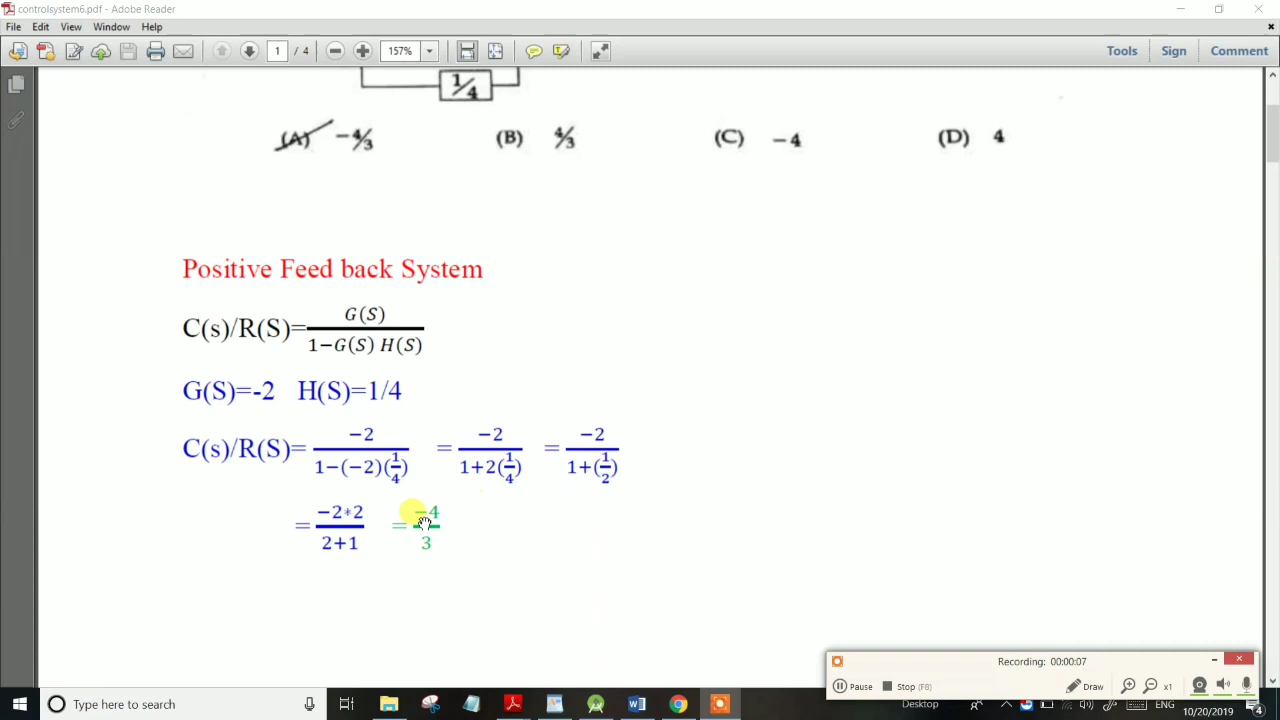 controlsystem6.pdf - Adobe Reader
File Edit View Window Help
1 / 4 157% Tools Sign Comment
1/4
(A) -4/3 (B) 4/3 (C) -4 (D) 4
Positive Feed back System
C(s)/R(S)= G(S) / 1−G(S) H(S)
G(S)=-2 H(S)=1/4
C(s)/R(S)= −2 / 1−(−2)(1/4) = −2 / 1+2(1/4) = −2 / 1+(1/2)
= −2*2 / 2+1 = −4 / 3
Recording: 00:00:07
Pause Stop (F8) Draw x1
Type here to search Desktop ENG 4
10/20/2019